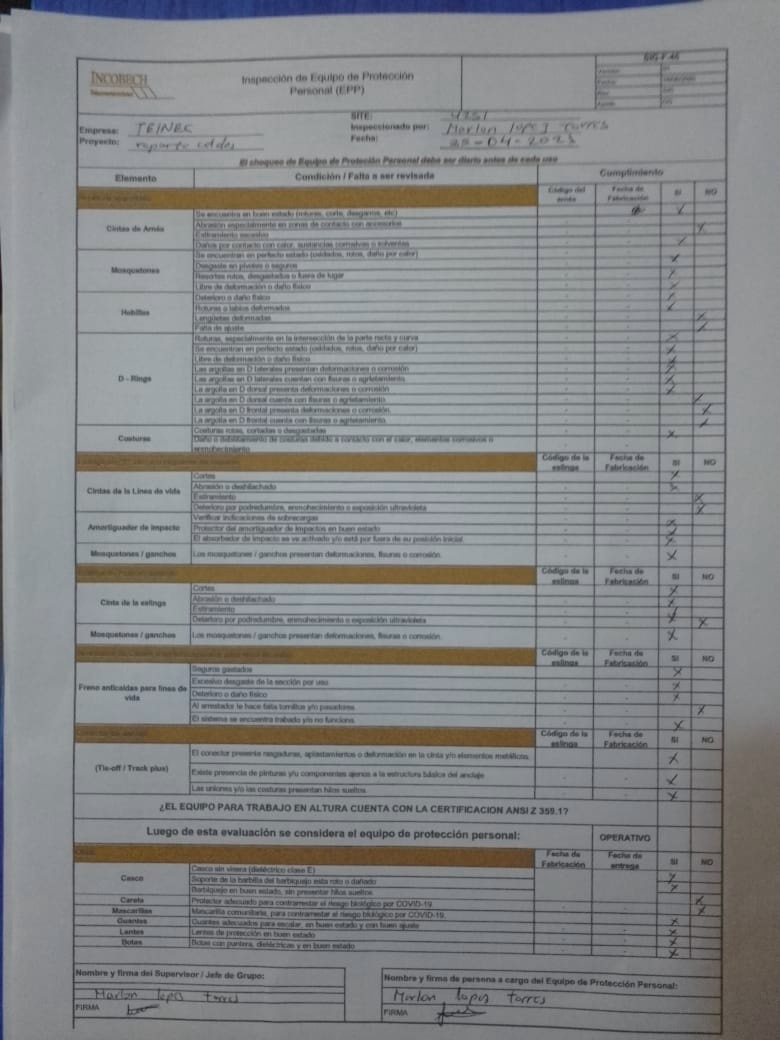 INCOBECH
Inspección de Equipo de Protección
Personal (EPP)
SITE: 4251
Empresa: TEINEC
Inspeccionado por: Marlon lopez torres
Proyecto: reporte caldas
Fecha: 25-04-2023
El chequeo de Equipo de Protección Personal debe ser diario antes de cada uso
Elemento Condición / Falta a ser revisada Cumplimiento
Código del arnés Fecha de Fabricación SI NO
Cintas de Arnés
Se encuentra en buen estado (roturas, corte, desgarros, etc) X
Abrasión especialmente en zonas de contacto con accesorios X
Estiramiento excesivo
Daños por contacto con calor, sustancias corrosivas o solventes X
Mosquetones
Se encuentran en perfecto estado (oxidados, rotos, daño por calor) X
Desgaste en pivotes o seguros X
Resortes rotos, desgastados o fuera de lugar X
Libre de deformación o daño físico X
Hebillas
Deterioro o daño físico X
Roturas o lados deformados X
Lengüetas deformadas X
Falta de ajuste X
D - Rings
Roturas, especialmente en la intersección de la parte recta y curva X
Se encuentran en perfecto estado (oxidados, rotos, daño por calor) X
Libre de deformación o daño físico X
Las argollas en D laterales presentan deformaciones o corrosión X
Las argollas en D laterales cuentan con fisuras o agrietamiento X
La argolla en D dorsal presenta deformaciones o corrosión X
La argolla en D dorsal cuenta con fisuras o agrietamiento. X
La argolla en D frontal presenta deformaciones o corrosión. X
La argolla en D frontal cuenta con fisuras o agrietamiento. X
Costuras
Costuras rotas, cortadas o desgastadas X
Daño o debilitamiento de costuras debido a contacto con el calor, elementos corrosivos o
enmohecimiento
Código de la eslinga Fecha de Fabricación SI NO
Cintas de la Línea de vida
Cortes X
Abrasión o deshilachado X
Estiramiento X
Deterioro por podredumbre, enmohecimiento o exposición ultravioleta X
Amortiguador de impacto
Verificar indicaciones de sobrecargas X
Protector del amortiguador de impactos en buen estado X
El absorbedor de impacto se ve activado y/o está por fuera de su posición inicial. X
Mosquetones / ganchos Los mosquetones / ganchos presentan deformaciones, fisuras o corrosión. X
Código de la eslinga Fecha de Fabricación SI NO
Cinta de la eslinga
Cortes X
Abrasión o deshilachado X
Estiramiento X
Deterioro por podredumbre, enmohecimiento o exposición ultravioleta X
Mosquetones / ganchos Los mosquetones / ganchos presentan deformaciones, fisuras o corrosión. X
Código de la eslinga Fecha de Fabricación SI NO
Freno anticaídas para línea de vida
Seguros gastados X
Excesivo desgaste de la sección por uso X
Deterioro o daño físico X
Al arrestador le hace falta tornillos y/o pasadores X
El sistema se encuentra trabado y/o no funciona. X
Código de la eslinga Fecha de Fabricación SI NO
(Tie-off / Track plus)
El conector presenta rasgaduras, aplastamientos o deformación en la cinta y/o elementos metálicos. X
Existe presencia de pinturas y/u componentes ajenos a la estructura básica del anclaje X
Las uniones y/o las costuras presentan hilos sueltos. X
¿EL EQUIPO PARA TRABAJO EN ALTURA CUENTA CON LA CERTIFICACION ANSI Z 359.1?
Luego de esta evaluación se considera el equipo de protección personal: OPERATIVO
Fecha de Fabricación Fecha de entrega SI NO
Casco
Casco sin visera (dieléctrico clase E)
Soporte de la barbilla del barbiquejo esta roto o dañado X
Barbiquejo en buen estado, sin presentar hilos sueltos X
Careta Protector adecuado para contrarrestar el riesgo biológico por COVID-19. X
Mascarillas Mascarilla comunitaria, para contrarrestar el riesgo biológico por COVID-19. X
Guantes Guantes adecuados para escalar, en buen estado y con buen ajuste X
Lentes Lentes de protección en buen estado X
Botas Botas con puntera, dieléctricas y en buen estado X
Nombre y firma del Supervisor / Jefe de Grupo:
Marlon lopez torres
FIRMA
Nombre y firma de persona a cargo del Equipo de Protección Personal:
Marlon lopez torres
FIRMA